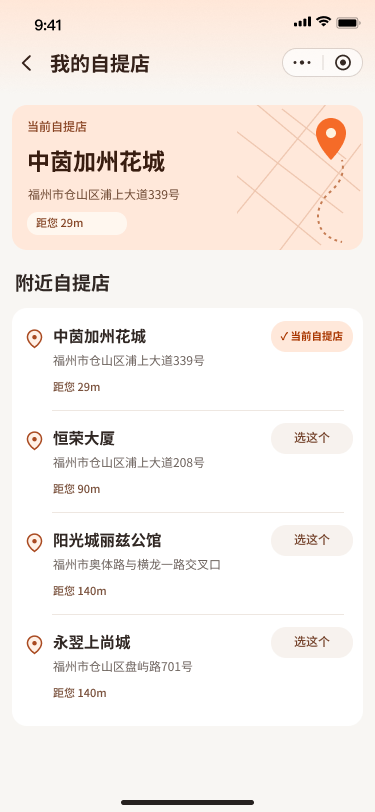 9:41
我的自提店
当前自提店
中茵加州花城
福州市仓山区浦上大道339号
距您 29m
附近自提店
中茵加州花城
✓当前自提店
福州市仓山区浦上大道339号
距您 29m
恒荣大厦
选这个
福州市仓山区浦上大道208号
距您 90m
阳光城丽兹公馆
选这个
福州市奥体路与横龙一路交叉口
距您 140m
永翌上尚城
选这个
福州市仓山区盘屿路701号
距您 140m